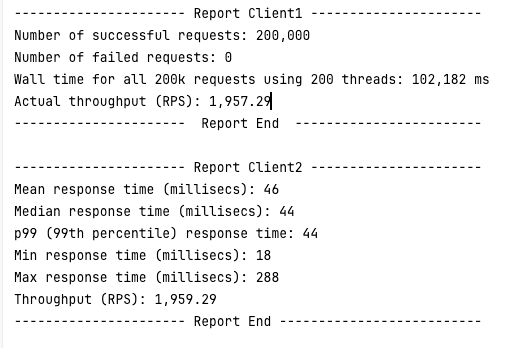 --------------------- Report Client1 ---------------------
Number of successful requests: 200,000
Number of failed requests: 0
Wall time for all 200k requests using 200 threads: 102,182 ms
Actual throughput (RPS): 1,957.29
---------------------  Report End  -----------------------
--------------------- Report Client2 ---------------------
Mean response time (millisecs): 46
Median response time (millisecs): 44
p99 (99th percentile) response time: 44
Min response time (millisecs): 18
Max response time (millisecs): 288
Throughput (RPS): 1,959.29
--------------------- Report End -------------------------